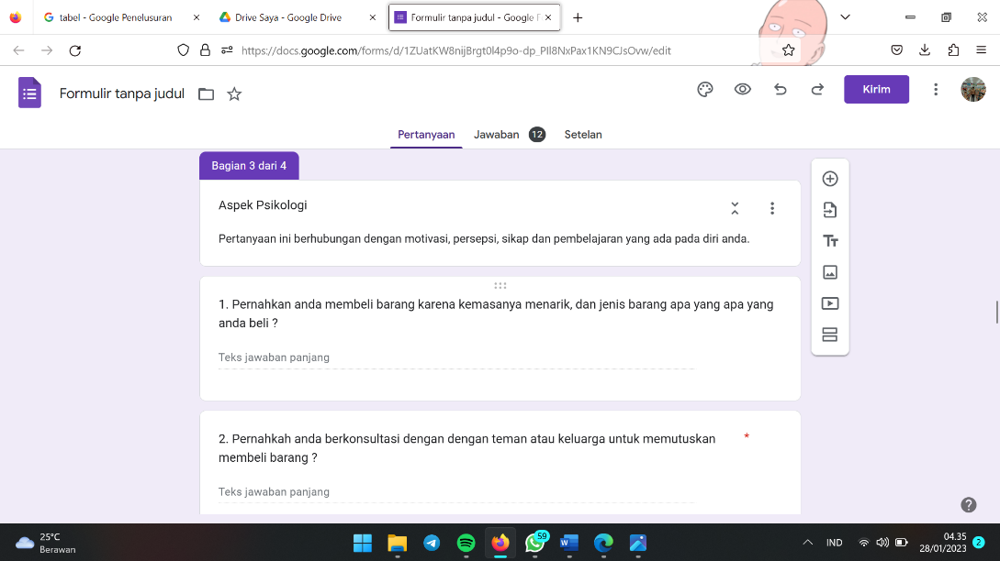 tabel - Google Penelusuran
Drive Saya - Google Drive
Formulir tanpa judul - Google F
https://docs.google.com/forms/d/1ZUatKW8nijBrgt0l4p9o-dp_PIl8NxPax1KN9CJsOvw/edit
Formulir tanpa judul
Kirim
Pertanyaan
Jawaban 12
Setelan
Bagian 3 dari 4
Aspek Psikologi
Pertanyaan ini berhubungan dengan motivasi, persepsi, sikap dan pembelajaran yang ada pada diri anda.
1. Pernahkan anda membeli barang karena kemasanya menarik, dan jenis barang apa yang apa yang
anda beli ?
Teks jawaban panjang
2. Pernahkah anda berkonsultasi dengan dengan teman atau keluarga untuk memutuskan *
membeli barang ?
Teks jawaban panjang
25°C
Berawan
59
IND
04.35
28/01/2023
2